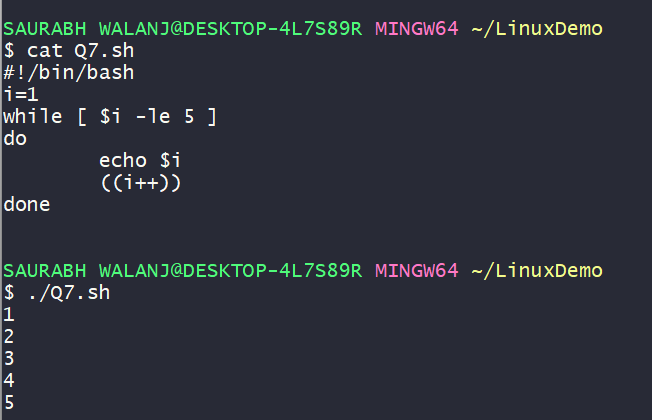 SAURABH WALANJ@DESKTOP-4L7S89R MINGW64 ~/LinuxDemo
$ cat Q7.sh
#!/bin/bash
i=1
while [ $i -le 5 ]
do
        echo $i
        ((i++))
done
SAURABH WALANJ@DESKTOP-4L7S89R MINGW64 ~/LinuxDemo
$ ./Q7.sh
1
2
3
4
5